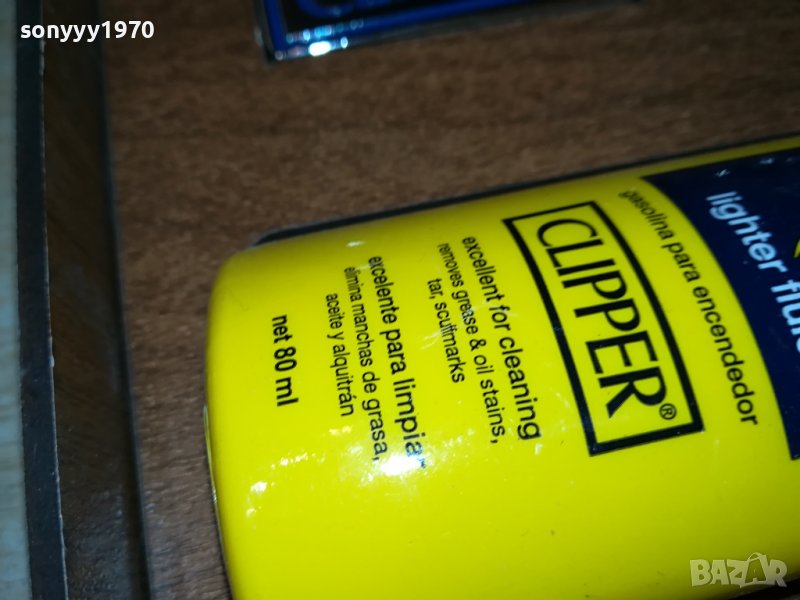 sonyyy1970
lighter fluid
gasolina para encendedor
CLIPPER®
excellent for cleaning
removes grease & oil stains,
tar, scuffmarks
excelente para limpiar
elimina manchas de grasa,
aceite y alquitrán
net 80 ml
BAZAR